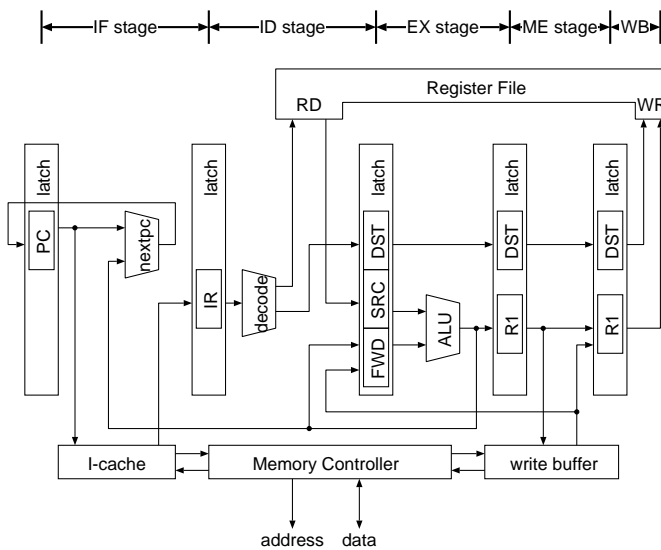 IF stage ID stage EX stage ME stage WB
Register File
RD WR
latch latch latch latch latch
PC nextpc DST DST DST
IR decode SRC ALU R1 R1
FWD
I-cache Memory Controller write buffer
address data